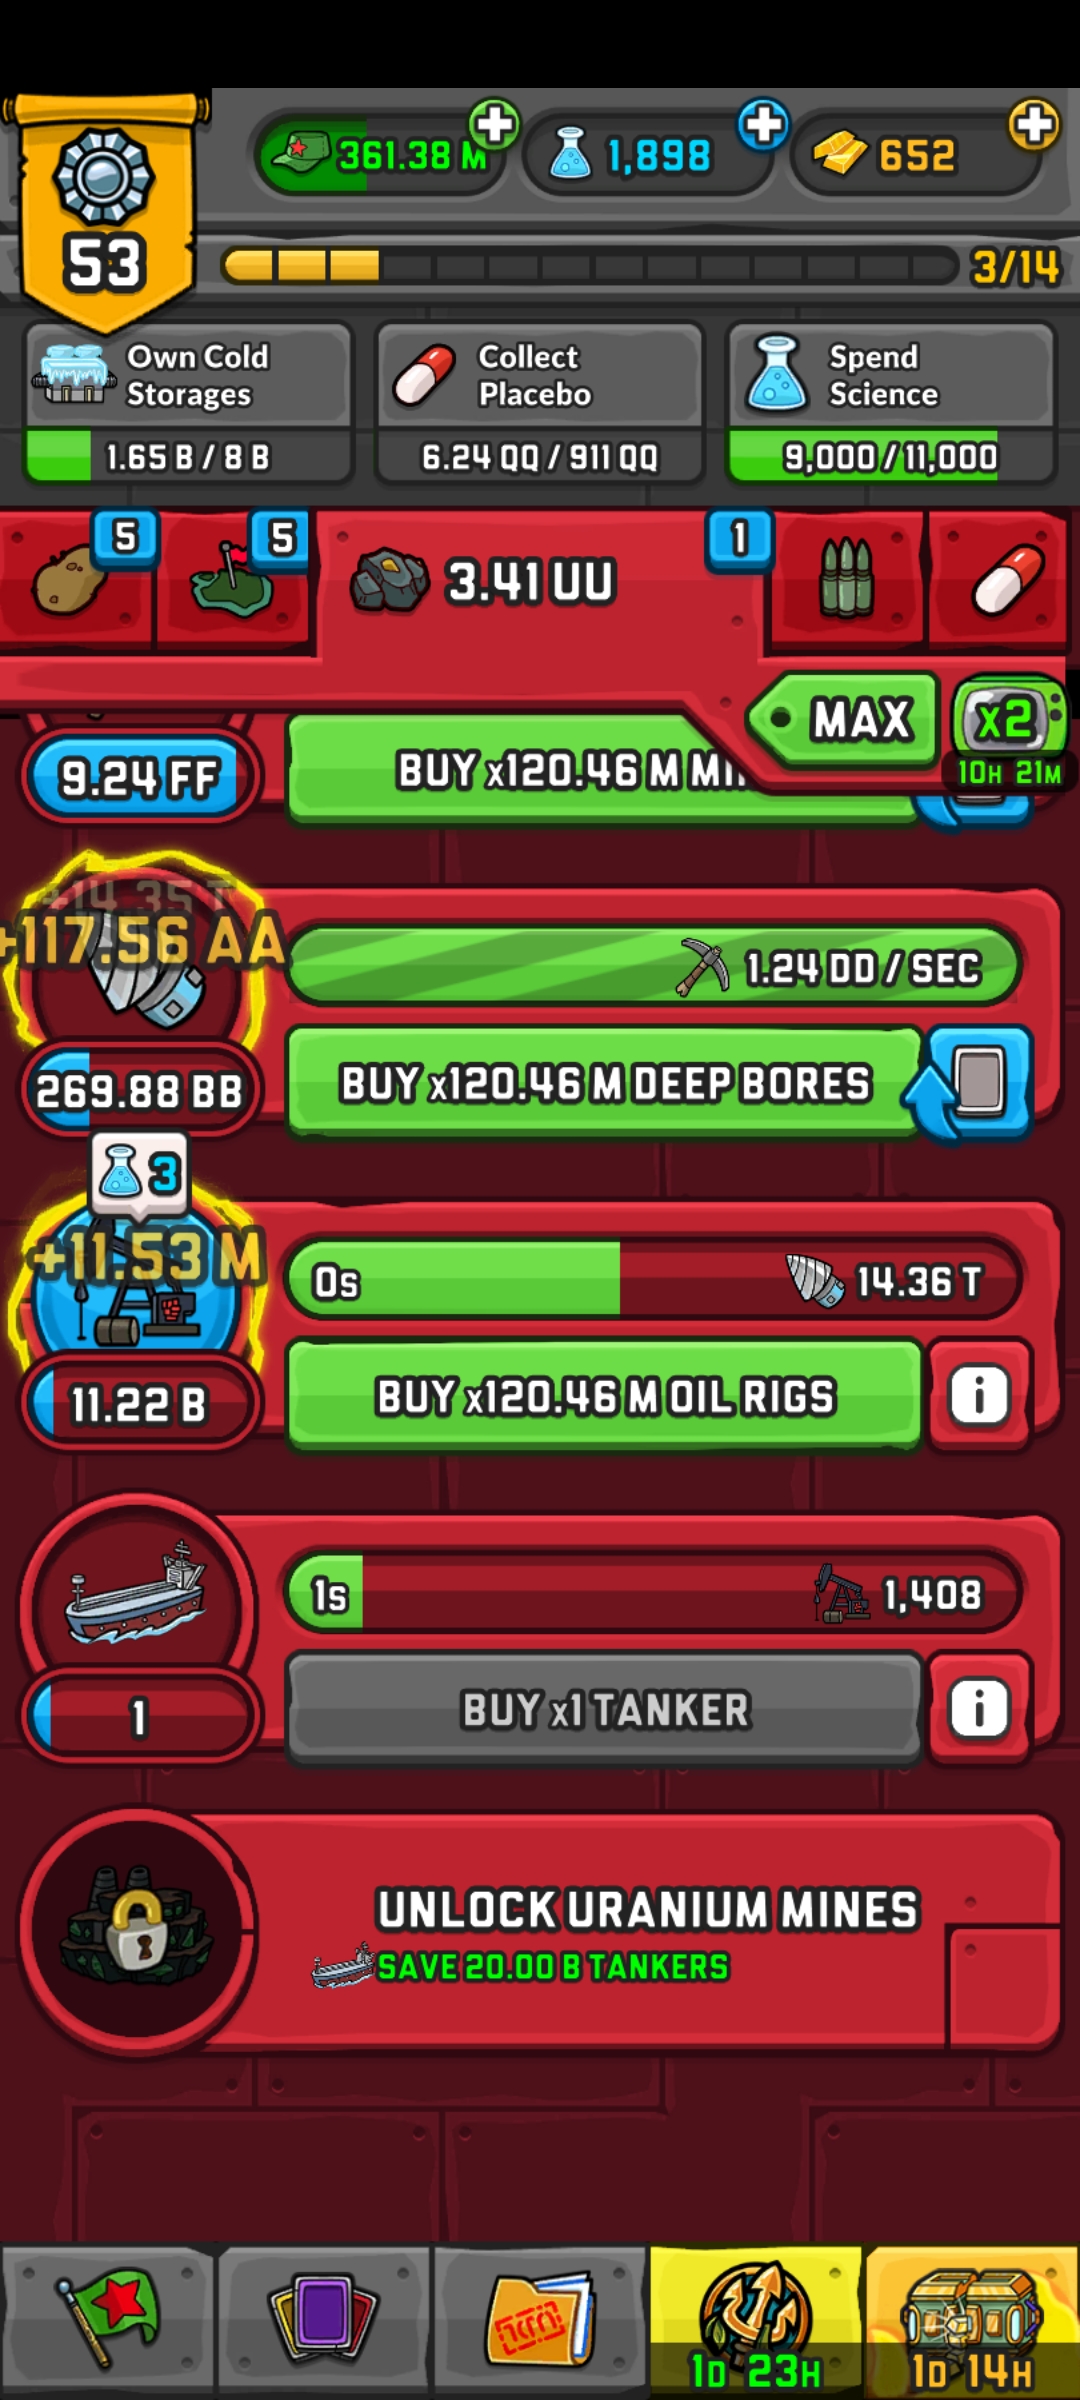 361.38 M
1,898
652
53
3/14
Own Cold
Storages
Collect
Placebo
Spend
Science
1.65 B / 8 B
6.24 QQ / 911 QQ
9,000 / 11,000
5
5
3.41 UU
1
MAX
x2
10H 21M
9.24 FF
BUY x120.46 M
+14.35 T
+117.56 AA
1.24 DD / SEC
269.88 BB
BUY x120.46 M DEEP BORES
3
+11.53 M
0s
14.36 T
11.22 B
BUY x120.46 M OIL RIGS
i
1s
1,408
1
BUY x1 TANKER
i
UNLOCK URANIUM MINES
SAVE 20.00 B TANKERS
1D 23H
1D 14H